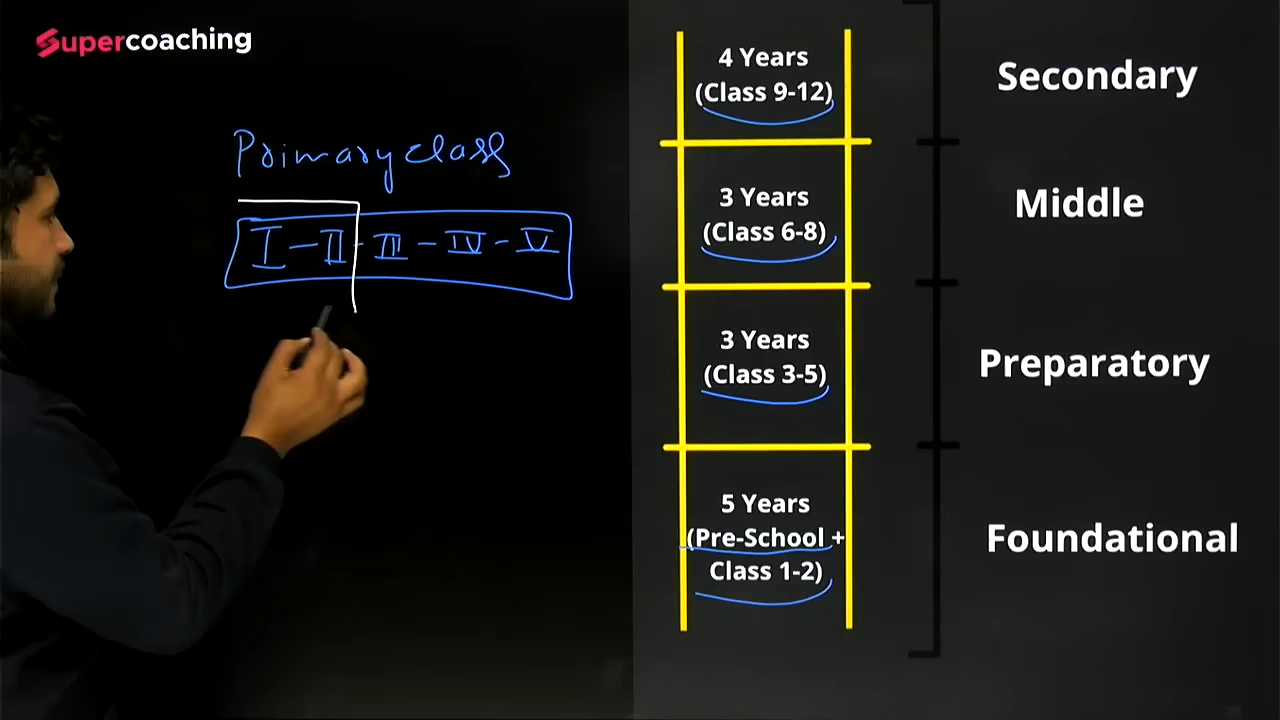 Supercoaching
Primary class
I - II - III - IV - V
4 Years
(Class 9-12)
Secondary
3 Years
(Class 6-8)
Middle
3 Years
(Class 3-5)
Preparatory
5 Years
(Pre-School +
Class 1-2)
Foundational